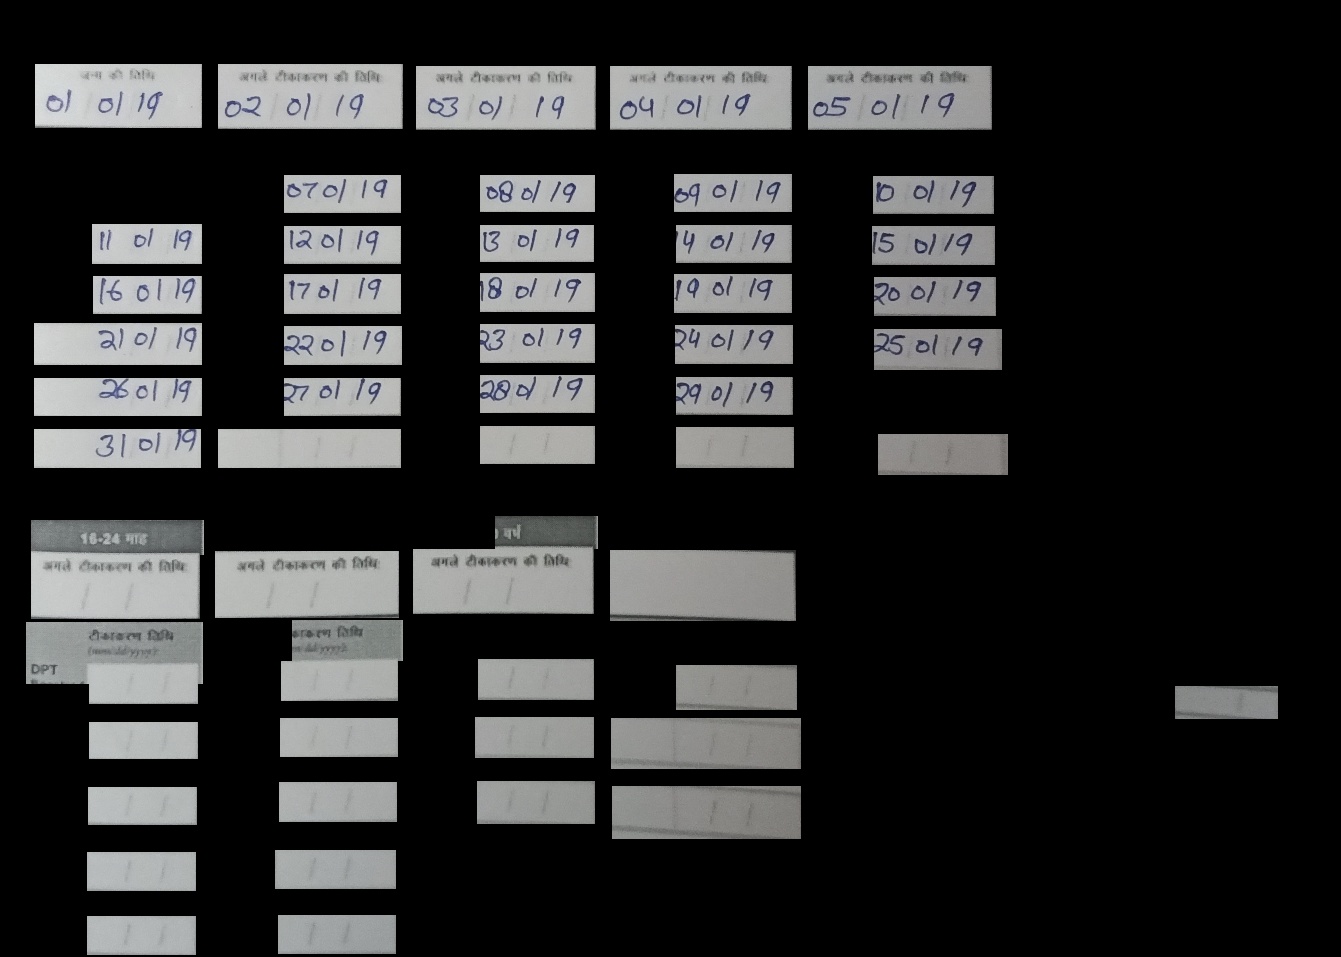 जन्म की तिथि अगले टीकाकरण की तिथि: अगले टीकाकरण की तिथि: अगले टीकाकरण की तिथि: अगले टीकाकरण की तिथि:
01/01/19 02/01/19 03/01/19 04/01/19 05/01/19
07 01/19 08 01/19 09 01/19 10 01/19
11 01 19 12 01/19 13 01/19 14 01/19 15 01/19
16 01/19 17 01/19 18 01/19 19 01/19 20 01/19
21 01/19 22 01/19 23 01/19 24 01/19 25 01/19
26 01/19 27 01/19 28 01/19 29 01/19
31 01/19
16-24 माह वर्ष
अगले टीकाकरण की तिथि: अगले टीकाकरण की तिथि: अगले टीकाकरण की तिथि:
टीकाकरण तिथि तिथि
(mm/dd/yyyy)
DPT